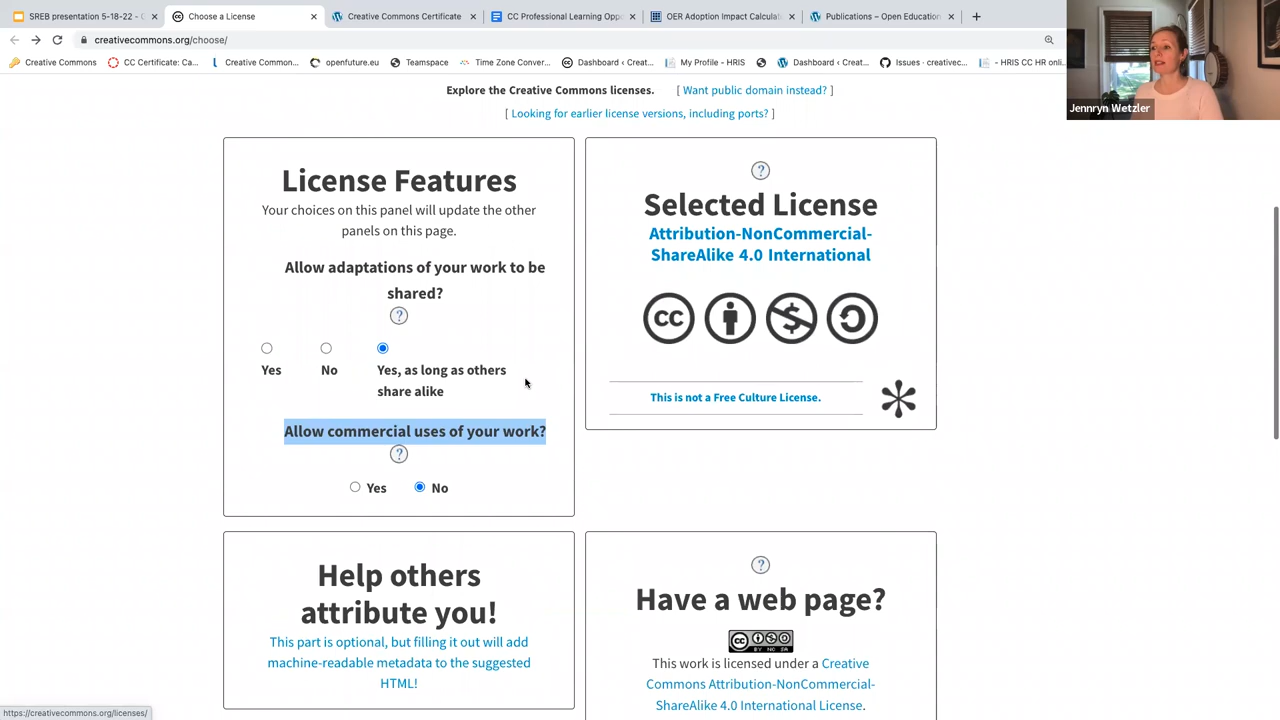 SREB presentation 5-18-22 -
Choose a License
Creative Commons Certificate
CC Professional Learning Opp
OER Adoption Impact Calculat
Publications – Open Education
creativecommons.org/choose/
Creative Commons
CC Certificate: Ca...
Creative Common...
openfuture.eu
Teamspace
Time Zone Conver...
Dashboard ‹ Creat...
My Profile - HRIS
Dashboard ‹ Creat...
Issues · creativec...
- HRIS CC HR onli...
Jennryn Wetzler
Explore the Creative Commons licenses. [ Want public domain instead? ]
[ Looking for earlier license versions, including ports? ]
License Features
Your choices on this panel will update the other
panels on this page.
Allow adaptations of your work to be
shared?
?
Yes
No
Yes, as long as others
share alike
Allow commercial uses of your work?
?
Yes
No
?
Selected License
Attribution-NonCommercial-
ShareAlike 4.0 International
cc
This is not a Free Culture License.
Help others
attribute you!
This part is optional, but filling it out will add
machine-readable metadata to the suggested
HTML!
?
Have a web page?
cc
BY NC SA
This work is licensed under a Creative
Commons Attribution-NonCommercial-
ShareAlike 4.0 International License.
https://creativecommons.org/licenses/